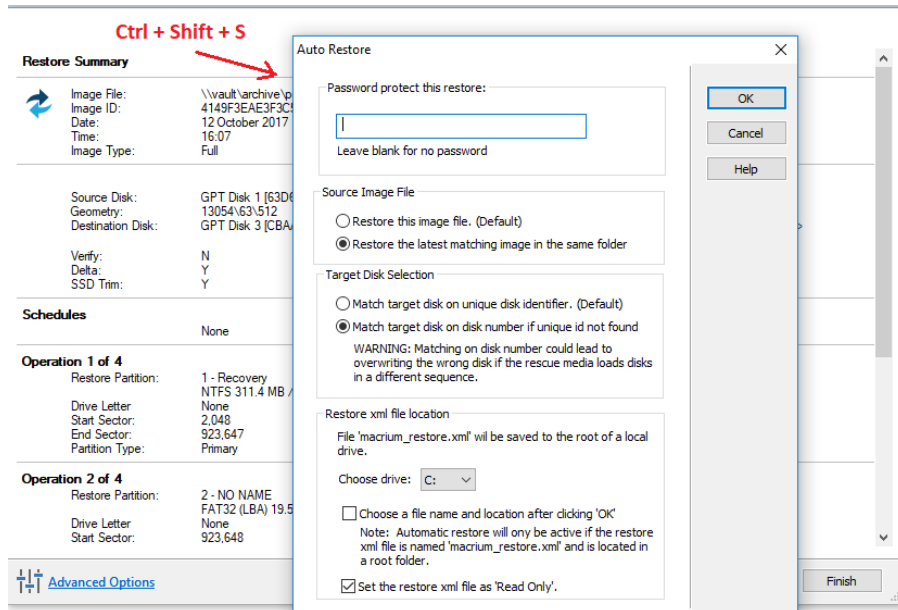 Ctrl + Shift + S
Restore Summary
Image File: \\vault\archive\p
Image ID: 4149F3EAE3F3C
Date: 12 October 2017
Time: 16:07
Image Type: Full
Source Disk: GPT Disk 1 [63D
Geometry: 13054\63\512
Destination Disk: GPT Disk 3 [CBA
Verify: N
Delta: Y
SSD Trim: Y
Schedules
None
Operation 1 of 4
Restore Partition: 1 - Recovery
NTFS 311.4 MB /
Drive Letter None
Start Sector: 2,048
End Sector: 923,647
Partition Type: Primary
Operation 2 of 4
Restore Partition: 2 - NO NAME
FAT32 (LBA) 19.5
Drive Letter None
Start Sector: 923,648
Advanced Options
Finish
Auto Restore
Password protect this restore:
Leave blank for no password
OK
Cancel
Help
Source Image File
Restore this image file. (Default)
Restore the latest matching image in the same folder
Target Disk Selection
Match target disk on unique disk identifier. (Default)
Match target disk on disk number if unique id not found
WARNING: Matching on disk number could lead to
overwriting the wrong disk if the rescue media loads disks
in a different sequence.
Restore xml file location
File 'macrium_restore.xml' wil be saved to the root of a local
drive.
Choose drive: C:
Choose a file name and location after clicking 'OK'
Note: Automatic restore will ony be active if the restore
xml file is named 'macrium_restore.xml' and is located in
a root folder.
Set the restore xml file as 'Read Only'.